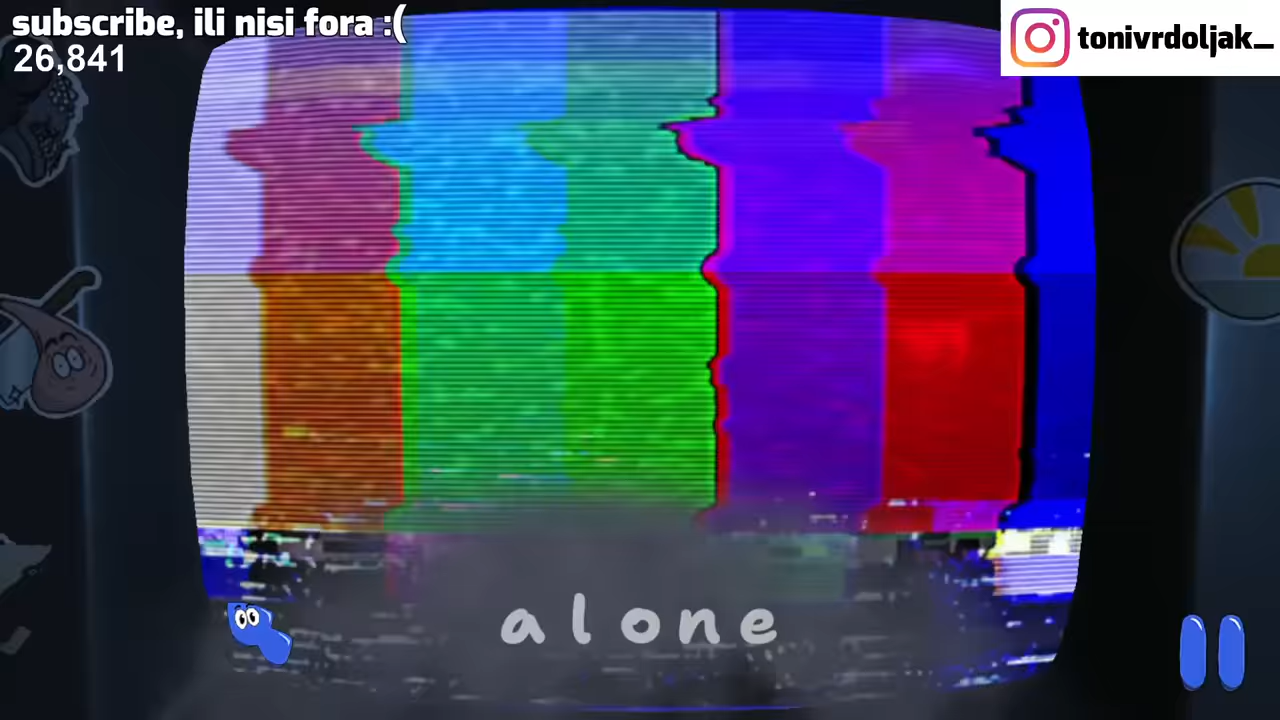 subscribe, ili nisi fora :(
26,841
tonivrdoljak_
alone